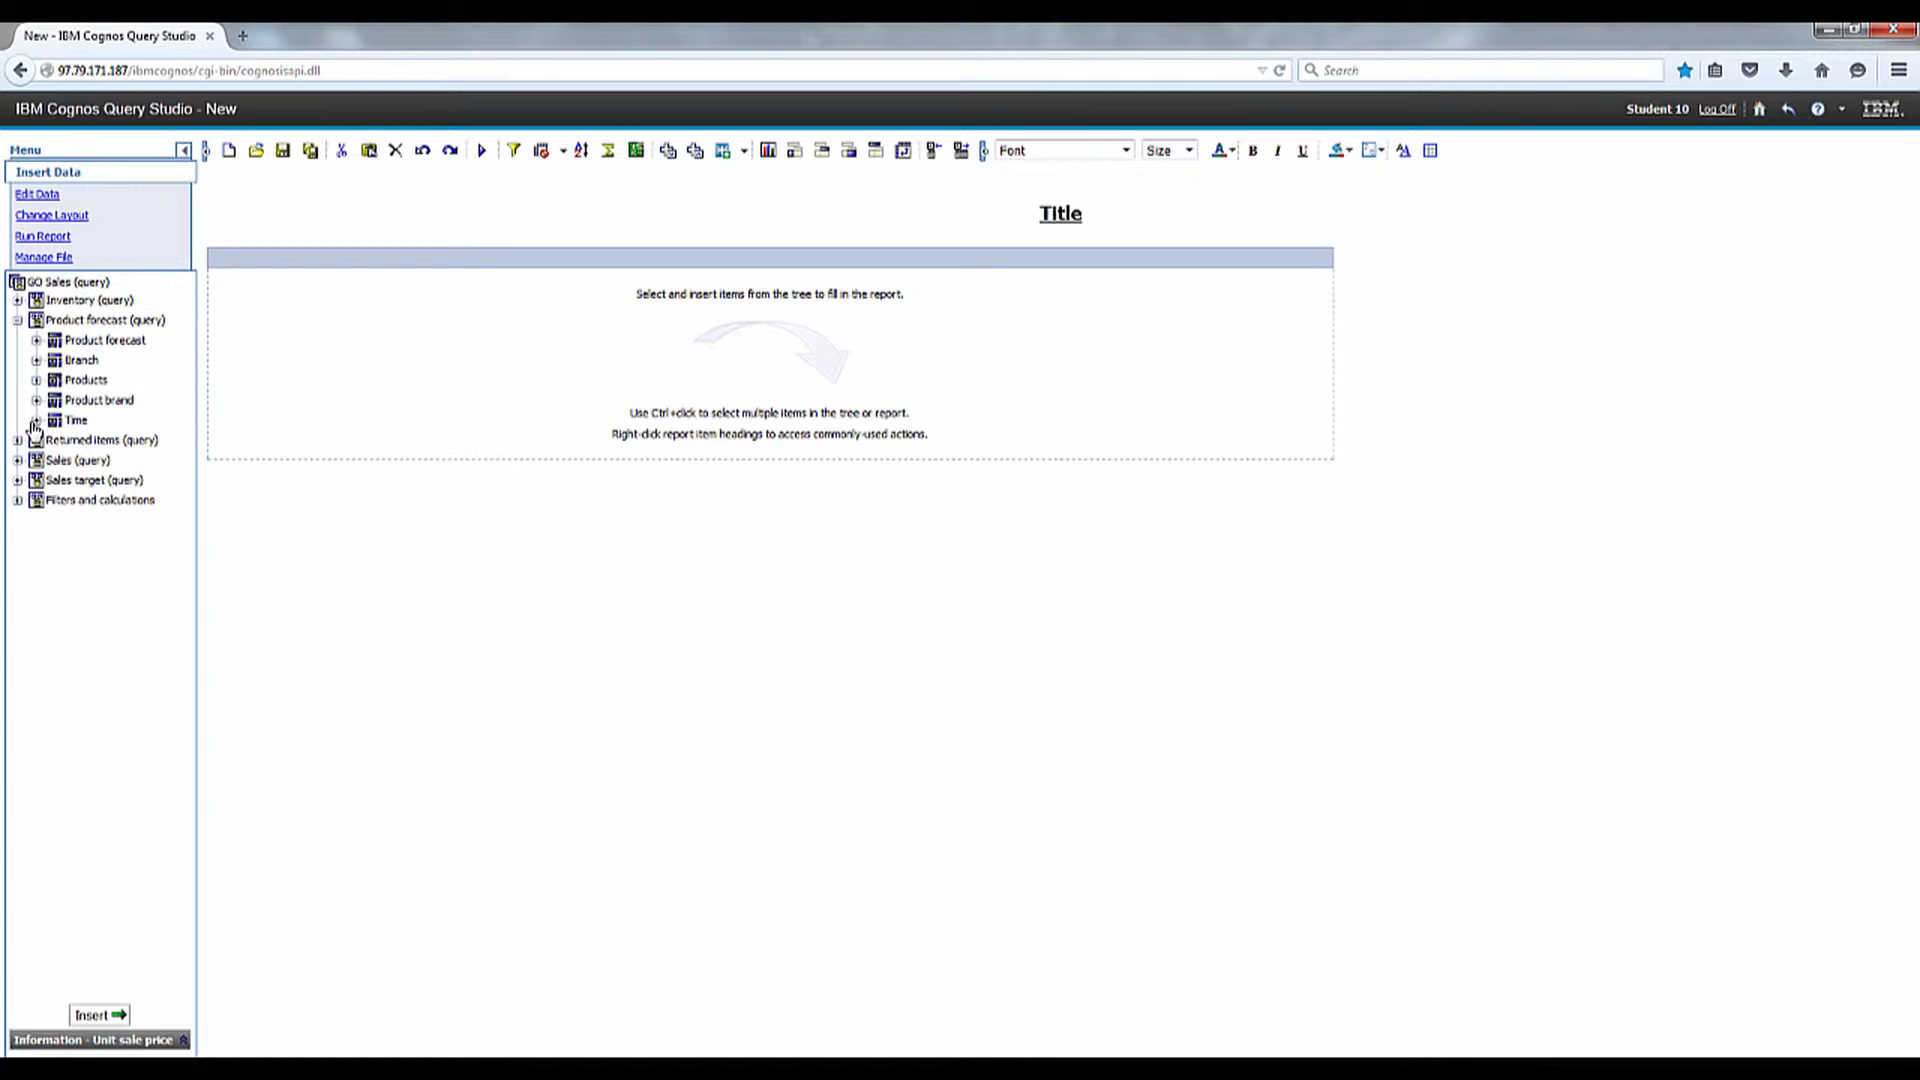 New - IBM Cognos Query Studio
97.79.171.187/ibmcognos/cgi-bin/cognosisapi.dll
Search
IBM Cognos Query Studio - New
Student 10 Log Off
IBM.
Menu
Font
Size
A
B
I
U
Insert Data
Edit Data
Change Layout
Run Report
Manage File
Title
GO Sales (query)
Inventory (query)
Product forecast (query)
Product forecast
Branch
Products
Product brand
Time
Returned items (query)
Sales (query)
Sales target (query)
Filters and calculations
Select and insert items from the tree to fill in the report.
Use Ctrl+click to select multiple items in the tree or report.
Right-click report item headings to access commonly-used actions.
Insert
Information - Unit sale price